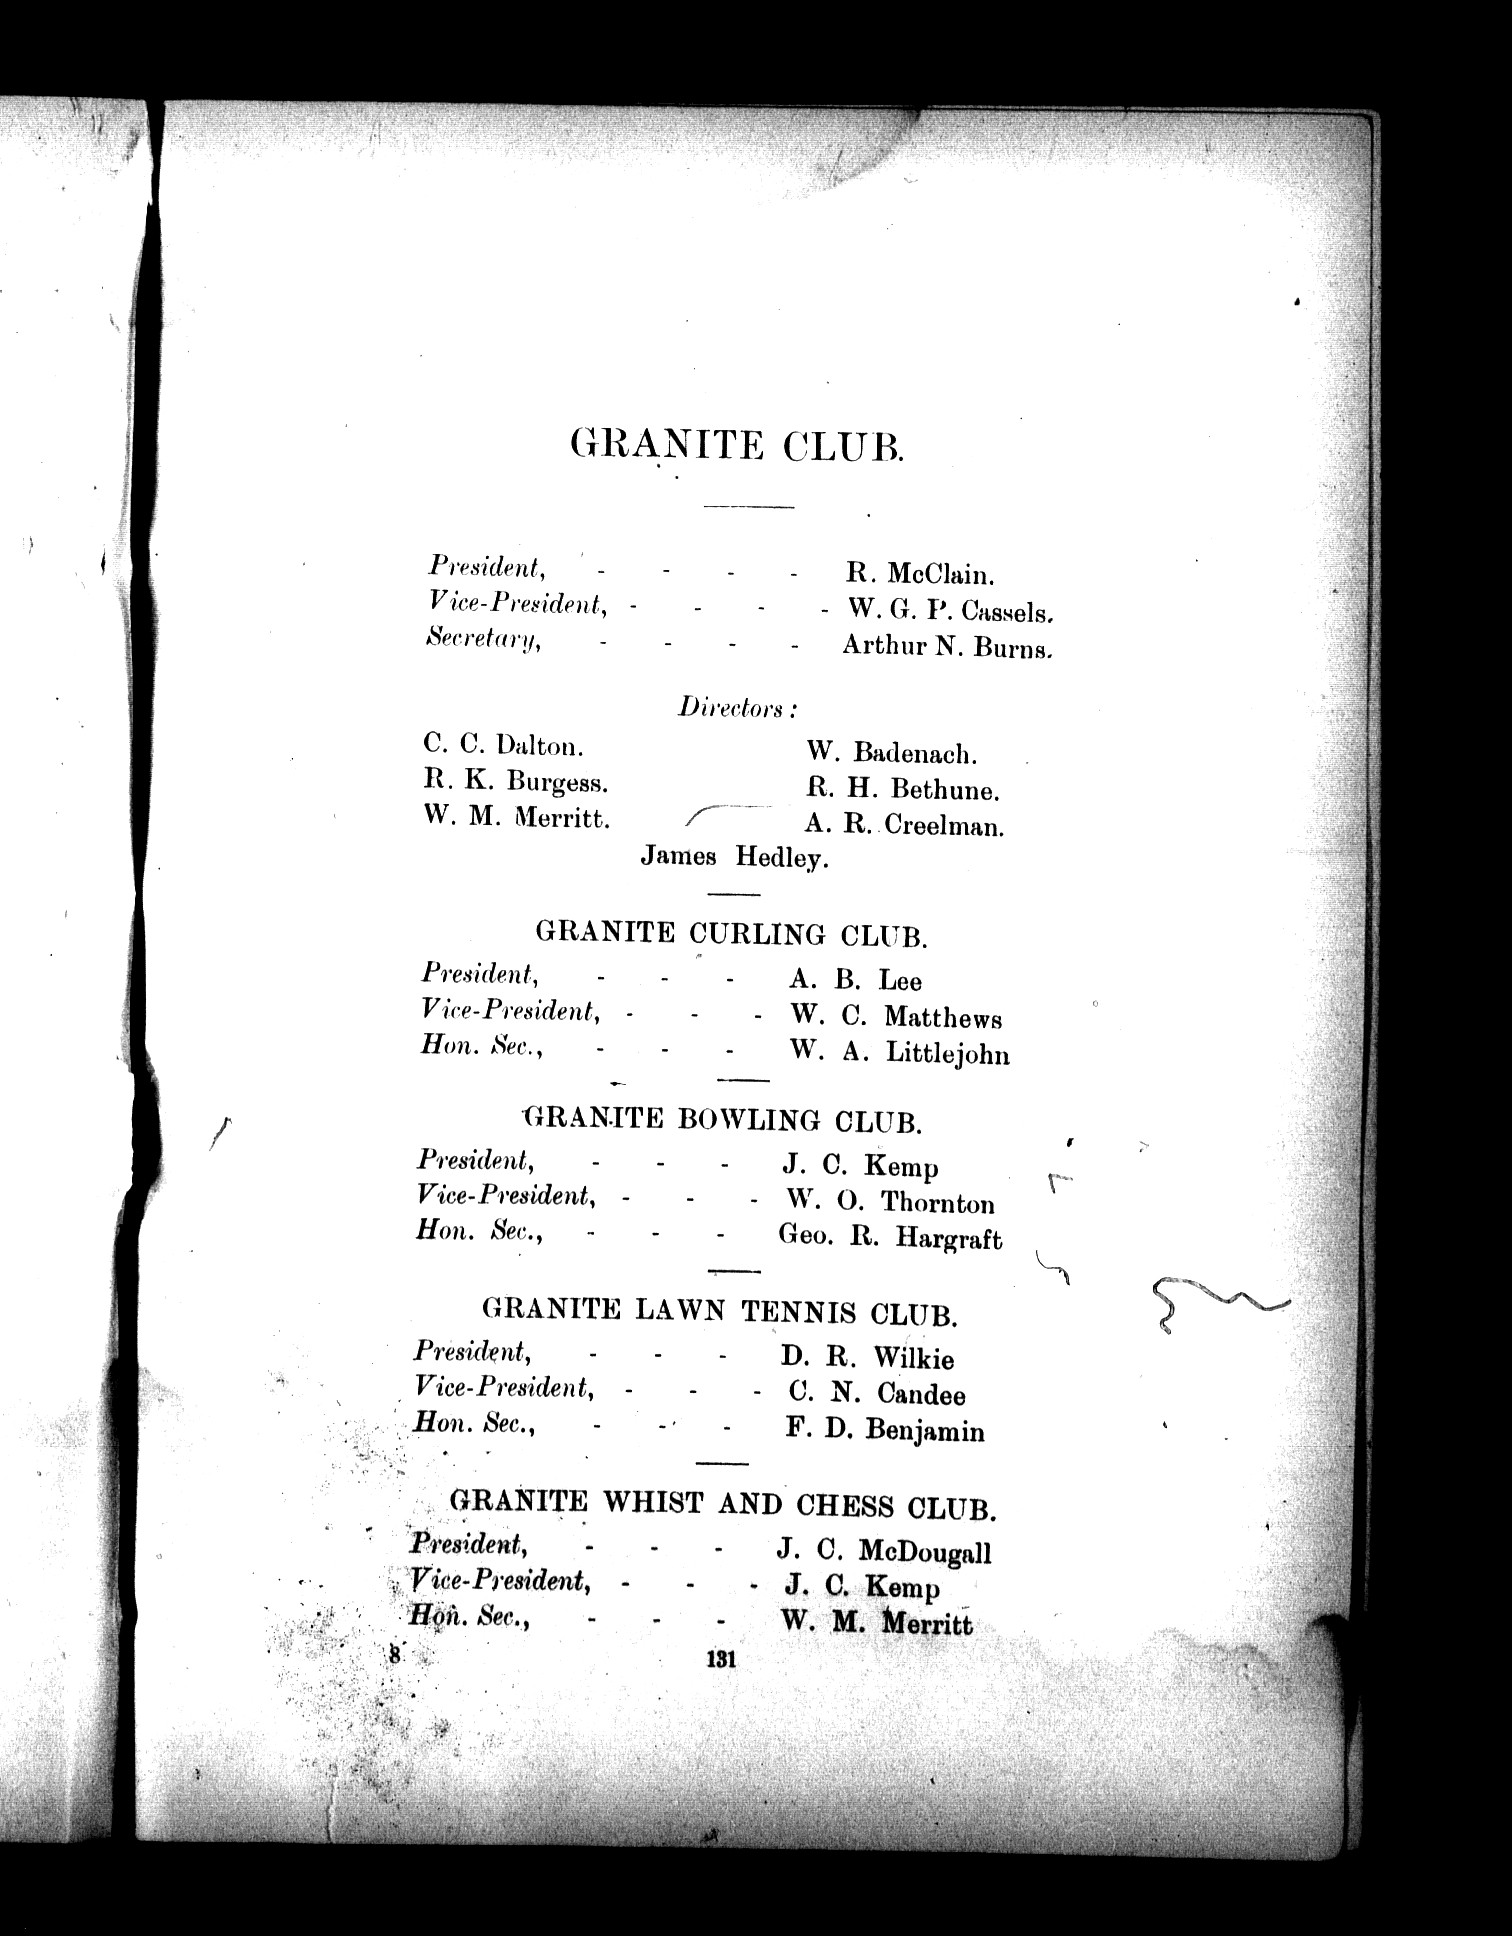 GRANITE CLUB.
President, - - - - R. McClain.
Vice-President, - - - - W. G. P. Cassels.
Secretary, - - - - Arthur N. Burns.
Directors :
C. C. Dalton. W. Badenach.
R. K. Burgess. R. H. Bethune.
W. M. Merritt. A. R. Creelman.
James Hedley.
GRANITE CURLING CLUB.
President, - - - A. B. Lee
Vice-President, - - - W. C. Matthews
Hon. Sec., - - - W. A. Littlejohn
GRANITE BOWLING CLUB.
President, - - - J. C. Kemp
Vice-President, - - - W. O. Thornton
Hon. Sec., - - - Geo. R. Hargraft
GRANITE LAWN TENNIS CLUB.
President, - - - D. R. Wilkie
Vice-President, - - - C. N. Candee
Hon. Sec., - - - F. D. Benjamin
GRANITE WHIST AND CHESS CLUB.
President, - - - J. C. McDougall
Vice-President, - - - J. C. Kemp
Hon. Sec., - - - W. M. Merritt
8 131